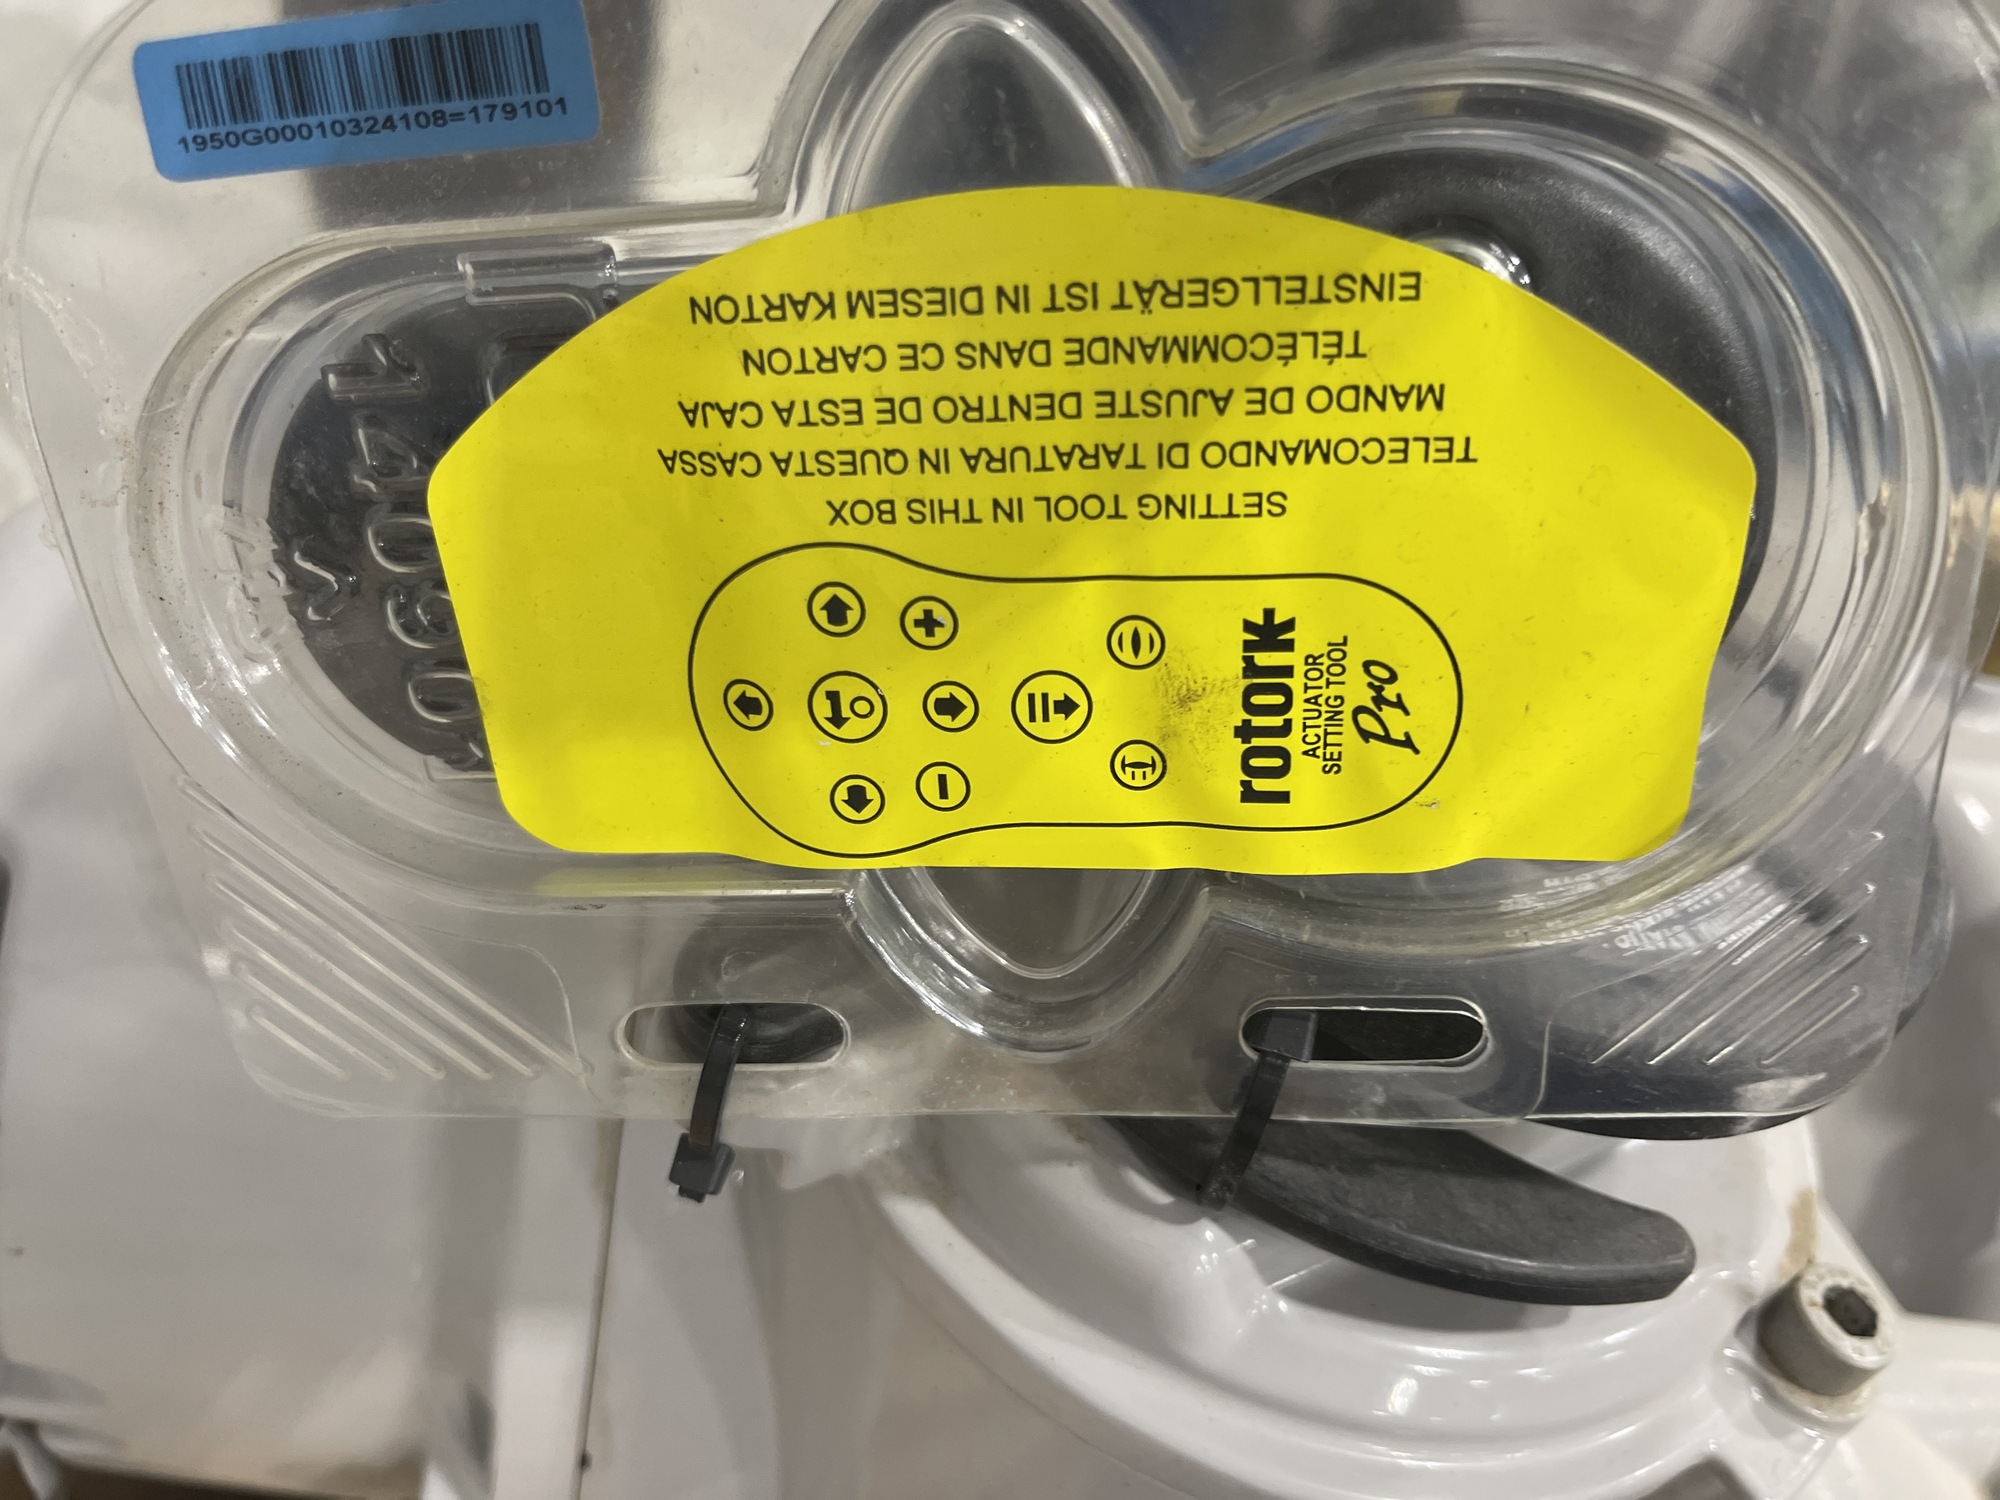 1950G00010324108=179101
SETTING TOOL IN THIS BOX
TELECOMANDO DI TARATURA IN QUESTA CASSA
MANDO DE AJUSTE DENTRO DE ESTA CAJA
TÉLÉCOMMANDE DANS CE CARTON
EINSTELLGERÄT IST IN DIESEM KARTON
rotork
ACTUATOR
SETTING TOOL
Pro